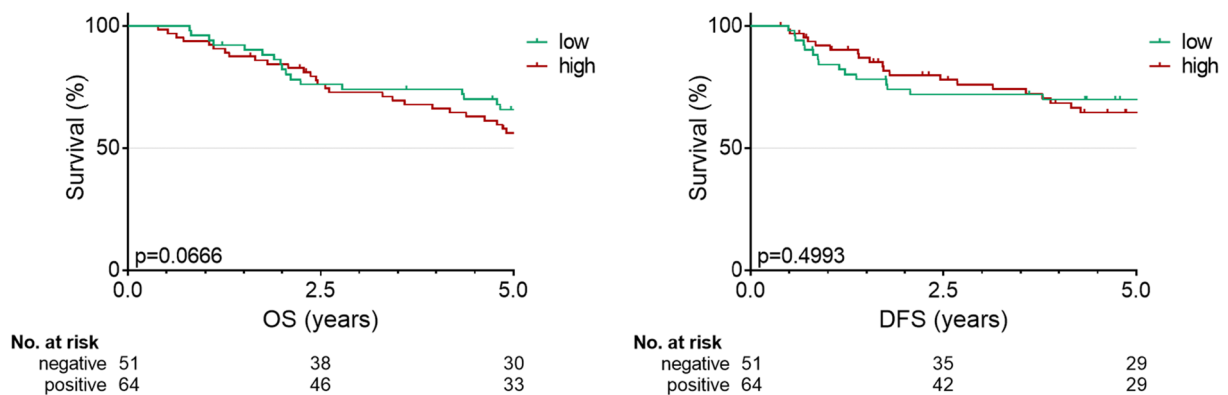 100
50
0
Survival (%)
low
high
p=0.0666
0.0 2.5 5.0
OS (years)
No. at risk
negative 51 38 30
positive 64 46 33
100
50
0
Survival (%)
low
high
p=0.4993
0.0 2.5 5.0
DFS (years)
No. at risk
negative 51 35 29
positive 64 42 29